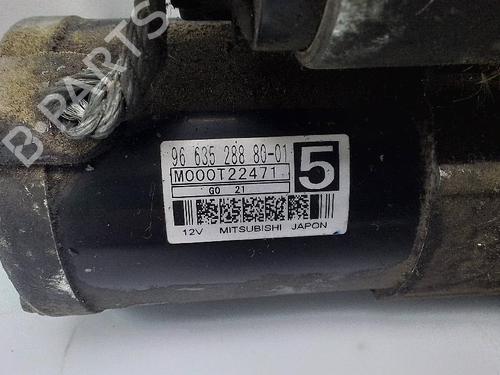 B-PARTS
96 635 288 80-01
M000T22471
5
G0 21
12V MITSUBISHI JAPON